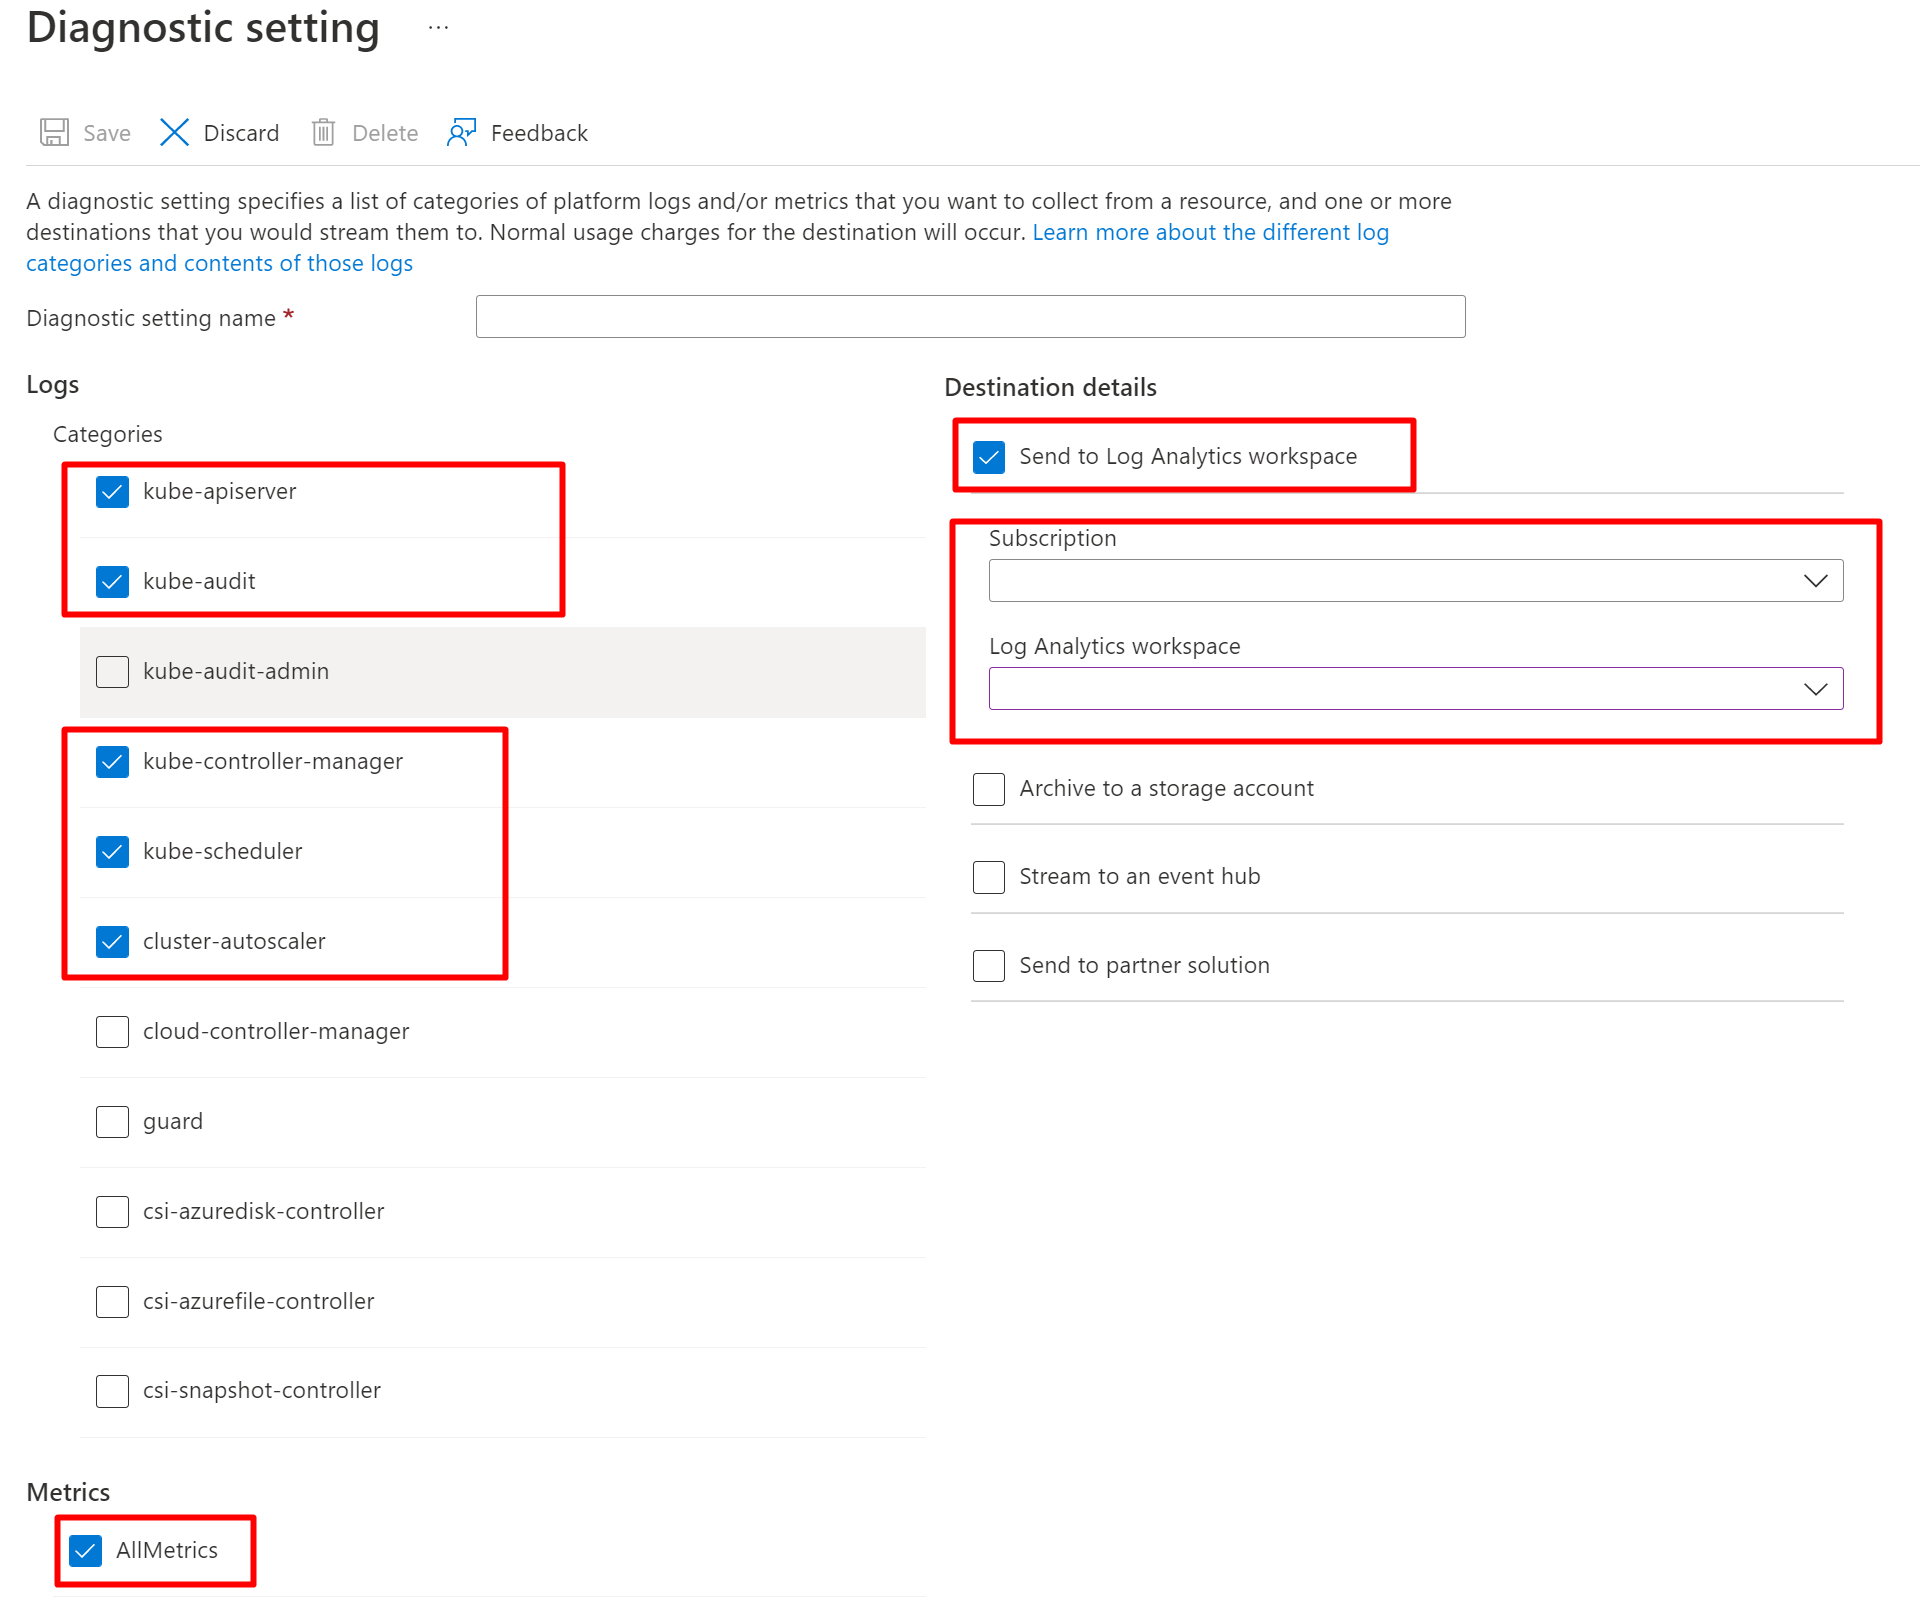 Diagnostic setting ...
Save Discard Delete Feedback
A diagnostic setting specifies a list of categories of platform logs and/or metrics that you want to collect from a resource, and one or more
destinations that you would stream them to. Normal usage charges for the destination will occur. Learn more about the different log
categories and contents of those logs
Diagnostic setting name *
Logs
Categories
kube-apiserver
kube-audit
kube-audit-admin
kube-controller-manager
kube-scheduler
cluster-autoscaler
cloud-controller-manager
guard
csi-azuredisk-controller
csi-azurefile-controller
csi-snapshot-controller
Metrics
AllMetrics
Destination details
Send to Log Analytics workspace
Subscription
Log Analytics workspace
Archive to a storage account
Stream to an event hub
Send to partner solution